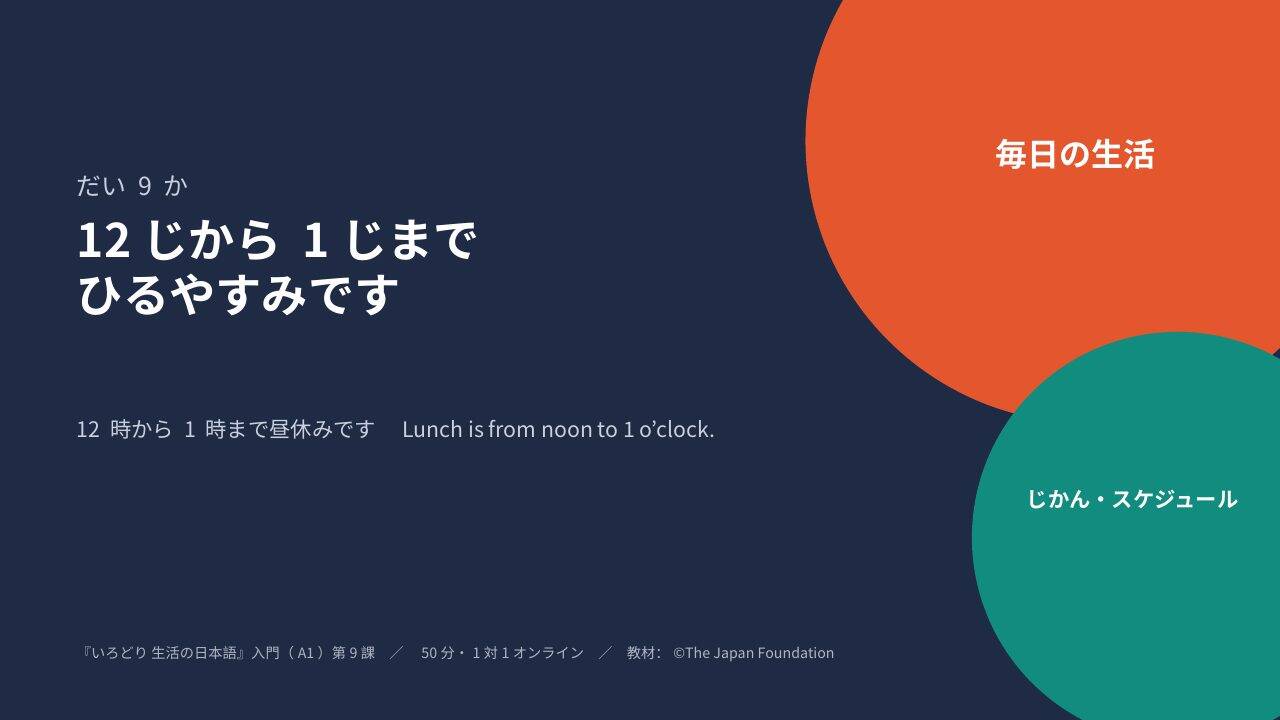 だい 9 か
12 じから 1 じまで
ひるやすみです
12 時から 1 時まで昼休みです Lunch is from noon to 1 o’clock.
毎日の生活
じかん・スケジュール
『いろどり 生活の日本語』入門（ A1 ）第 9 課 ／ 50 分・ 1 対 1 オンライン ／ 教材： ©The Japan Foundation